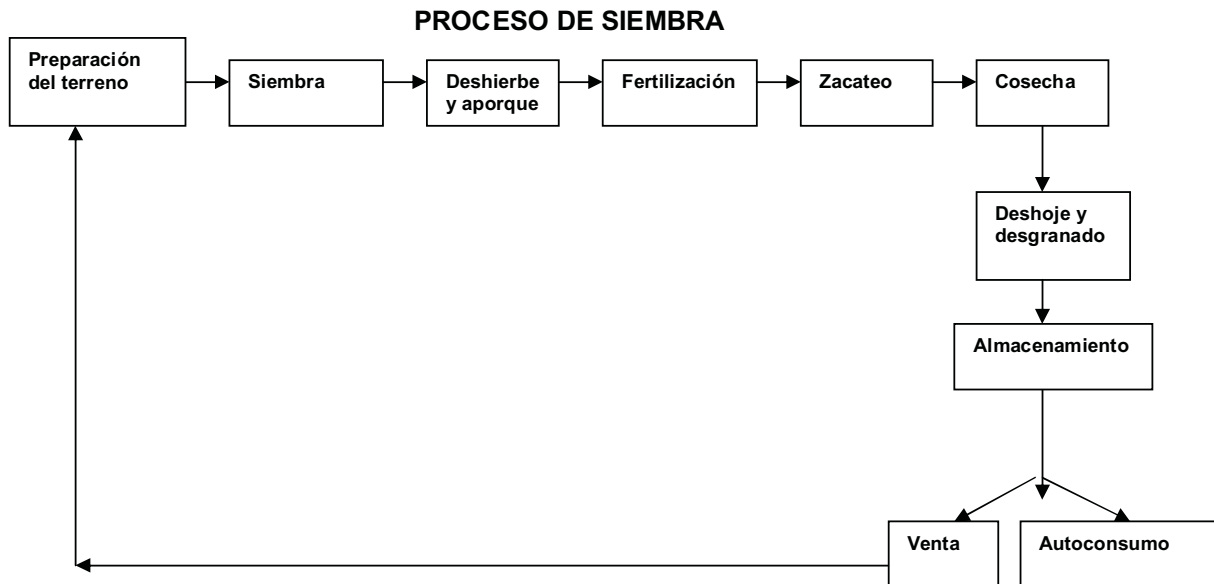 PROCESO DE SIEMBRA
Preparación
del terreno
Siembra
Deshierbe
y aporque
Fertilización
Zacateo
Cosecha
Deshoje y
desgranado
Almacenamiento
Venta
Autoconsumo